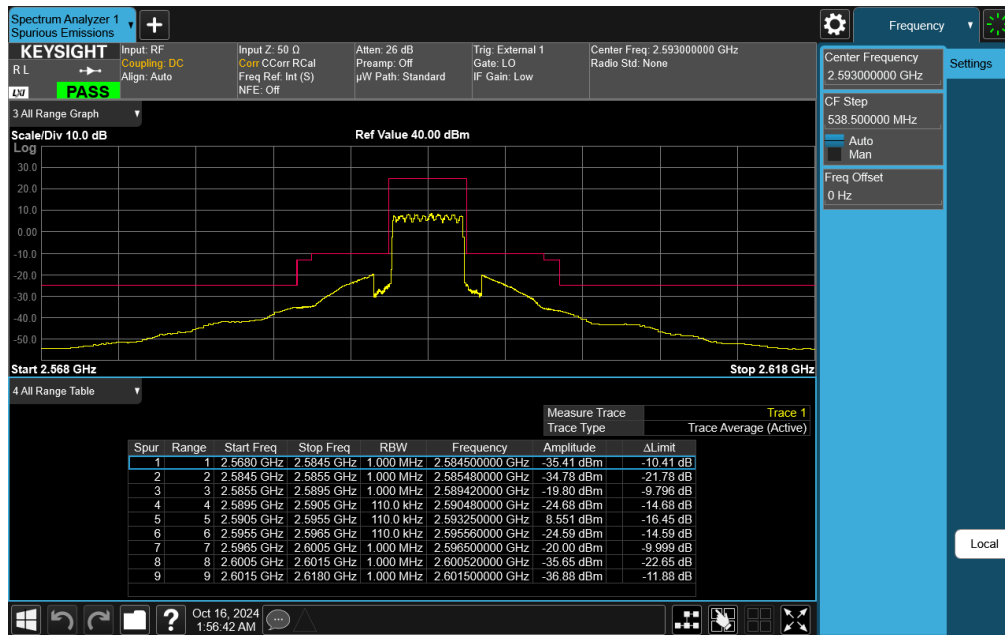 Spectrum Analyzer 1
Spurious Emissions
Frequency
KEYSIGHT Input: RF Input Z: 50 Ω Atten: 26 dB Trig: External 1 Center Freq: 2.593000000 GHz
R L Coupling: DC Corr CCorr RCal Preamp: Off Gate: LO Radio Std: None
Align: Auto Freq Ref: Int (S) µW Path: Standard IF Gain: Low
LXI PASS NFE: Off
Center Frequency
2.593000000 GHz
Settings
CF Step
538.500000 MHz
Auto
Man
Freq Offset
0 Hz
3 All Range Graph
Scale/Div 10.0 dB Ref Value 40.00 dBm
Log
30.0
20.0
10.0
0.00
-10.0
-20.0
-30.0
-40.0
-50.0
Start 2.568 GHz Stop 2.618 GHz
4 All Range Table
Measure Trace Trace 1
Trace Type Trace Average (Active)
Spur Range Start Freq Stop Freq RBW Frequency Amplitude ΔLimit
1 1 2.5680 GHz 2.5845 GHz 1.000 MHz 2.584500000 GHz -35.41 dBm -10.41 dB
2 2 2.5845 GHz 2.5855 GHz 1.000 MHz 2.585480000 GHz -34.78 dBm -21.78 dB
3 3 2.5855 GHz 2.5895 GHz 1.000 MHz 2.589420000 GHz -19.80 dBm -9.796 dB
4 4 2.5895 GHz 2.5905 GHz 110.0 kHz 2.590480000 GHz -24.68 dBm -14.68 dB
5 5 2.5905 GHz 2.5955 GHz 110.0 kHz 2.593250000 GHz 8.551 dBm -16.45 dB
6 6 2.5955 GHz 2.5965 GHz 110.0 kHz 2.595560000 GHz -24.59 dBm -14.59 dB
7 7 2.5965 GHz 2.6005 GHz 1.000 MHz 2.596500000 GHz -20.00 dBm -9.999 dB
8 8 2.6005 GHz 2.6015 GHz 1.000 MHz 2.600520000 GHz -35.65 dBm -22.65 dB
9 9 2.6015 GHz 2.6180 GHz 1.000 MHz 2.601500000 GHz -36.88 dBm -11.88 dB
Local
Oct 16, 2024
1:56:42 AM